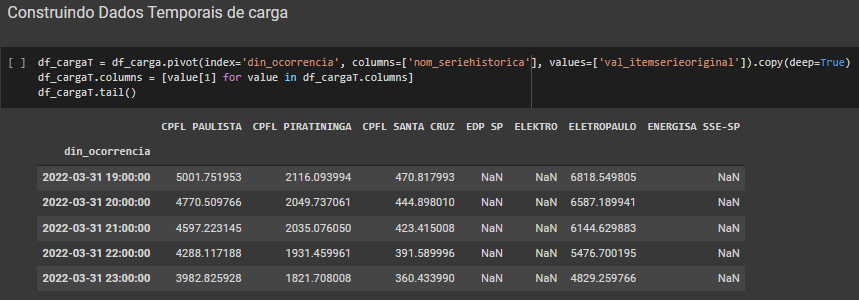 Construindo Dados Temporais de carga
[ ] df_cargaT = df_carga.pivot(index='din_ocorrencia', columns=['nom_seriehistorica'], values=['val_itemserieoriginal']).copy(deep=True)
df_cargaT.columns = [value[1] for value in df_cargaT.columns]
df_cargaT.tail()
CPFL PAULISTA CPFL PIRATININGA CPFL SANTA CRUZ EDP SP ELEKTRO ELETROPAULO ENERGISA SSE-SP
din_ocorrencia
2022-03-31 19:00:00 5001.751953 2116.093994 470.817993 NaN NaN 6818.549805 NaN
2022-03-31 20:00:00 4770.509766 2049.737061 444.898010 NaN NaN 6587.189941 NaN
2022-03-31 21:00:00 4597.223145 2035.076050 423.415008 NaN NaN 6144.629883 NaN
2022-03-31 22:00:00 4288.117188 1931.459961 391.589996 NaN NaN 5476.700195 NaN
2022-03-31 23:00:00 3982.825928 1821.708008 360.433990 NaN NaN 4829.259766 NaN